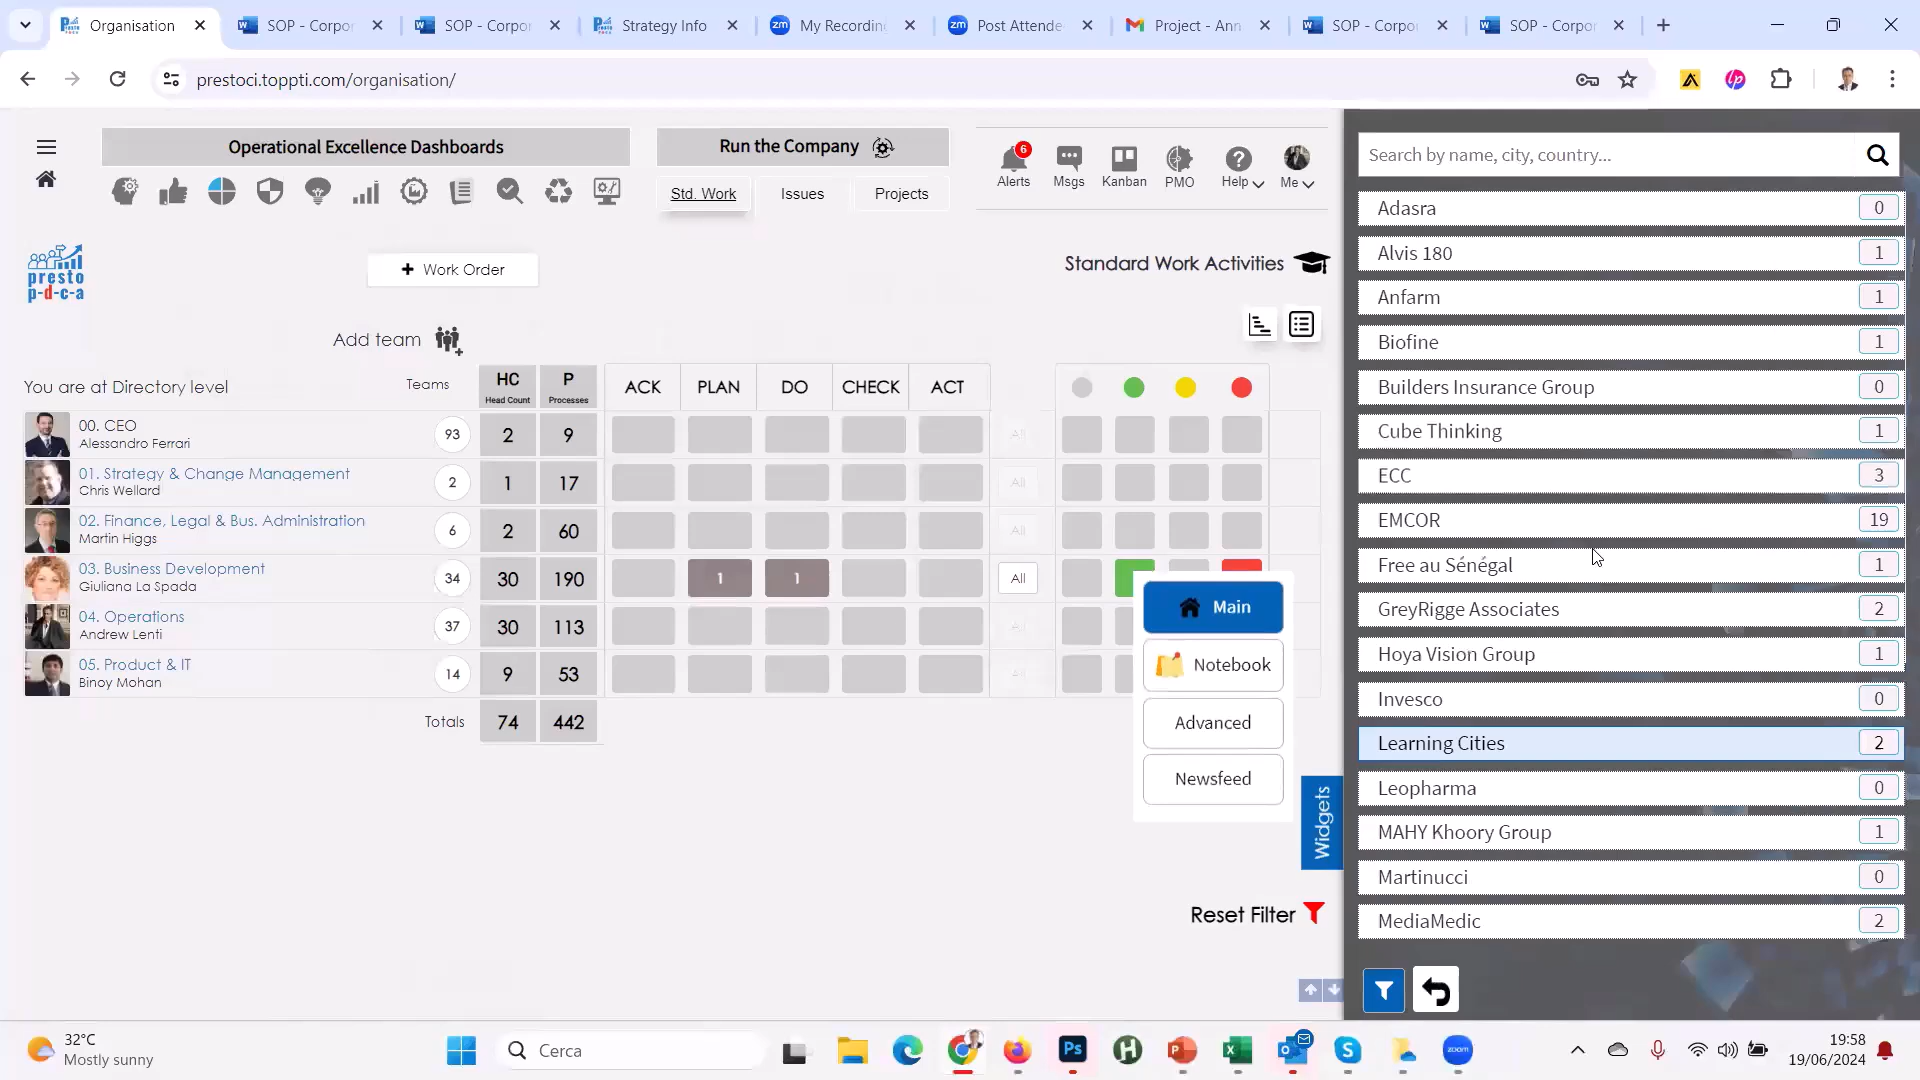 Organisation
SOP - Corpor
SOP - Corpor
Strategy Info
My Recording
Post Attende
Project - Ann
SOP - Corpor
SOP - Corpor
prestoci.toppti.com/organisation/
Operational Excellence Dashboards
Run the Company
Std. Work
Issues
Projects
6
Alerts
Msgs
Kanban
PMO
Help
Me
presto
p-d-c-a
+ Work Order
Standard Work Activities
Add team
You are at Directory level
Teams
HC
Head Count
P
Processes
ACK
PLAN
DO
CHECK
ACT
00. CEO
Alessandro Ferrari
93
2
9
All
01. Strategy & Change Management
Chris Wellard
2
1
17
All
02. Finance, Legal & Bus. Administration
Martin Higgs
6
2
60
All
03. Business Development
Giuliana La Spada
34
30
190
1
1
All
04. Operations
Andrew Lenti
37
30
113
All
05. Product & IT
Binoy Mohan
14
9
53
All
Totals
74
442
Main
Notebook
Advanced
Newsfeed
Widgets
Reset Filter
Search by name, city, country...
Adasra 0
Alvis 180 1
Anfarm 1
Biofine 1
Builders Insurance Group 0
Cube Thinking 1
ECC 3
EMCOR 19
Free au Sénégal 1
GreyRigge Associates 2
Hoya Vision Group 1
Invesco 0
Learning Cities 2
Leopharma 0
MAHY Khoory Group 1
Martinucci 0
MediaMedic 2
32°C
Mostly sunny
Cerca
19:58
19/06/2024